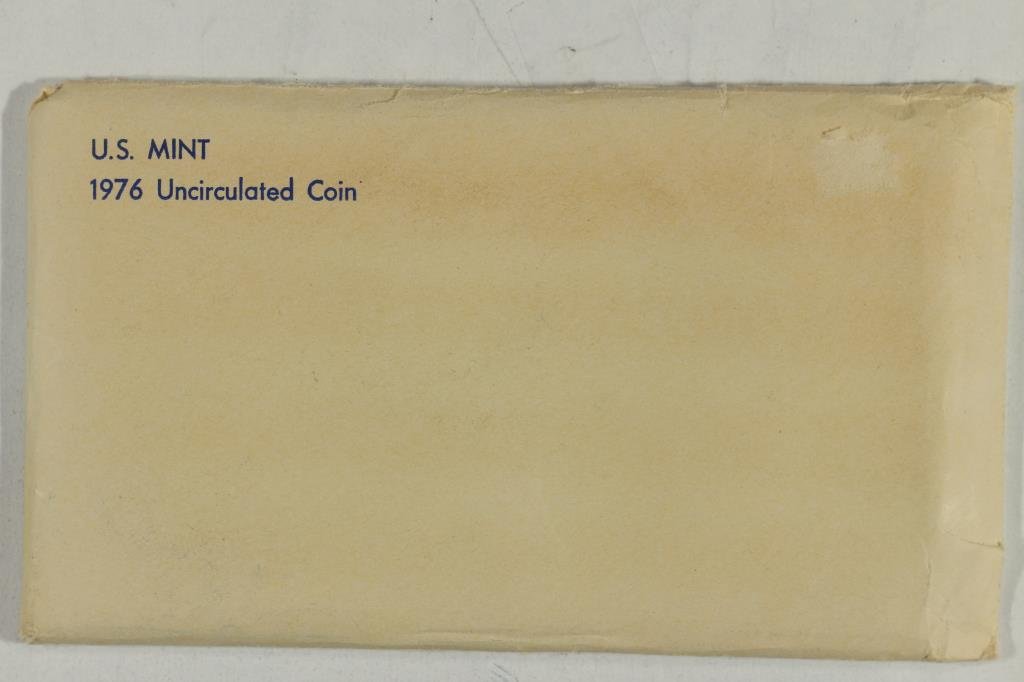 U.S. MINT
1976 Uncirculated Coin